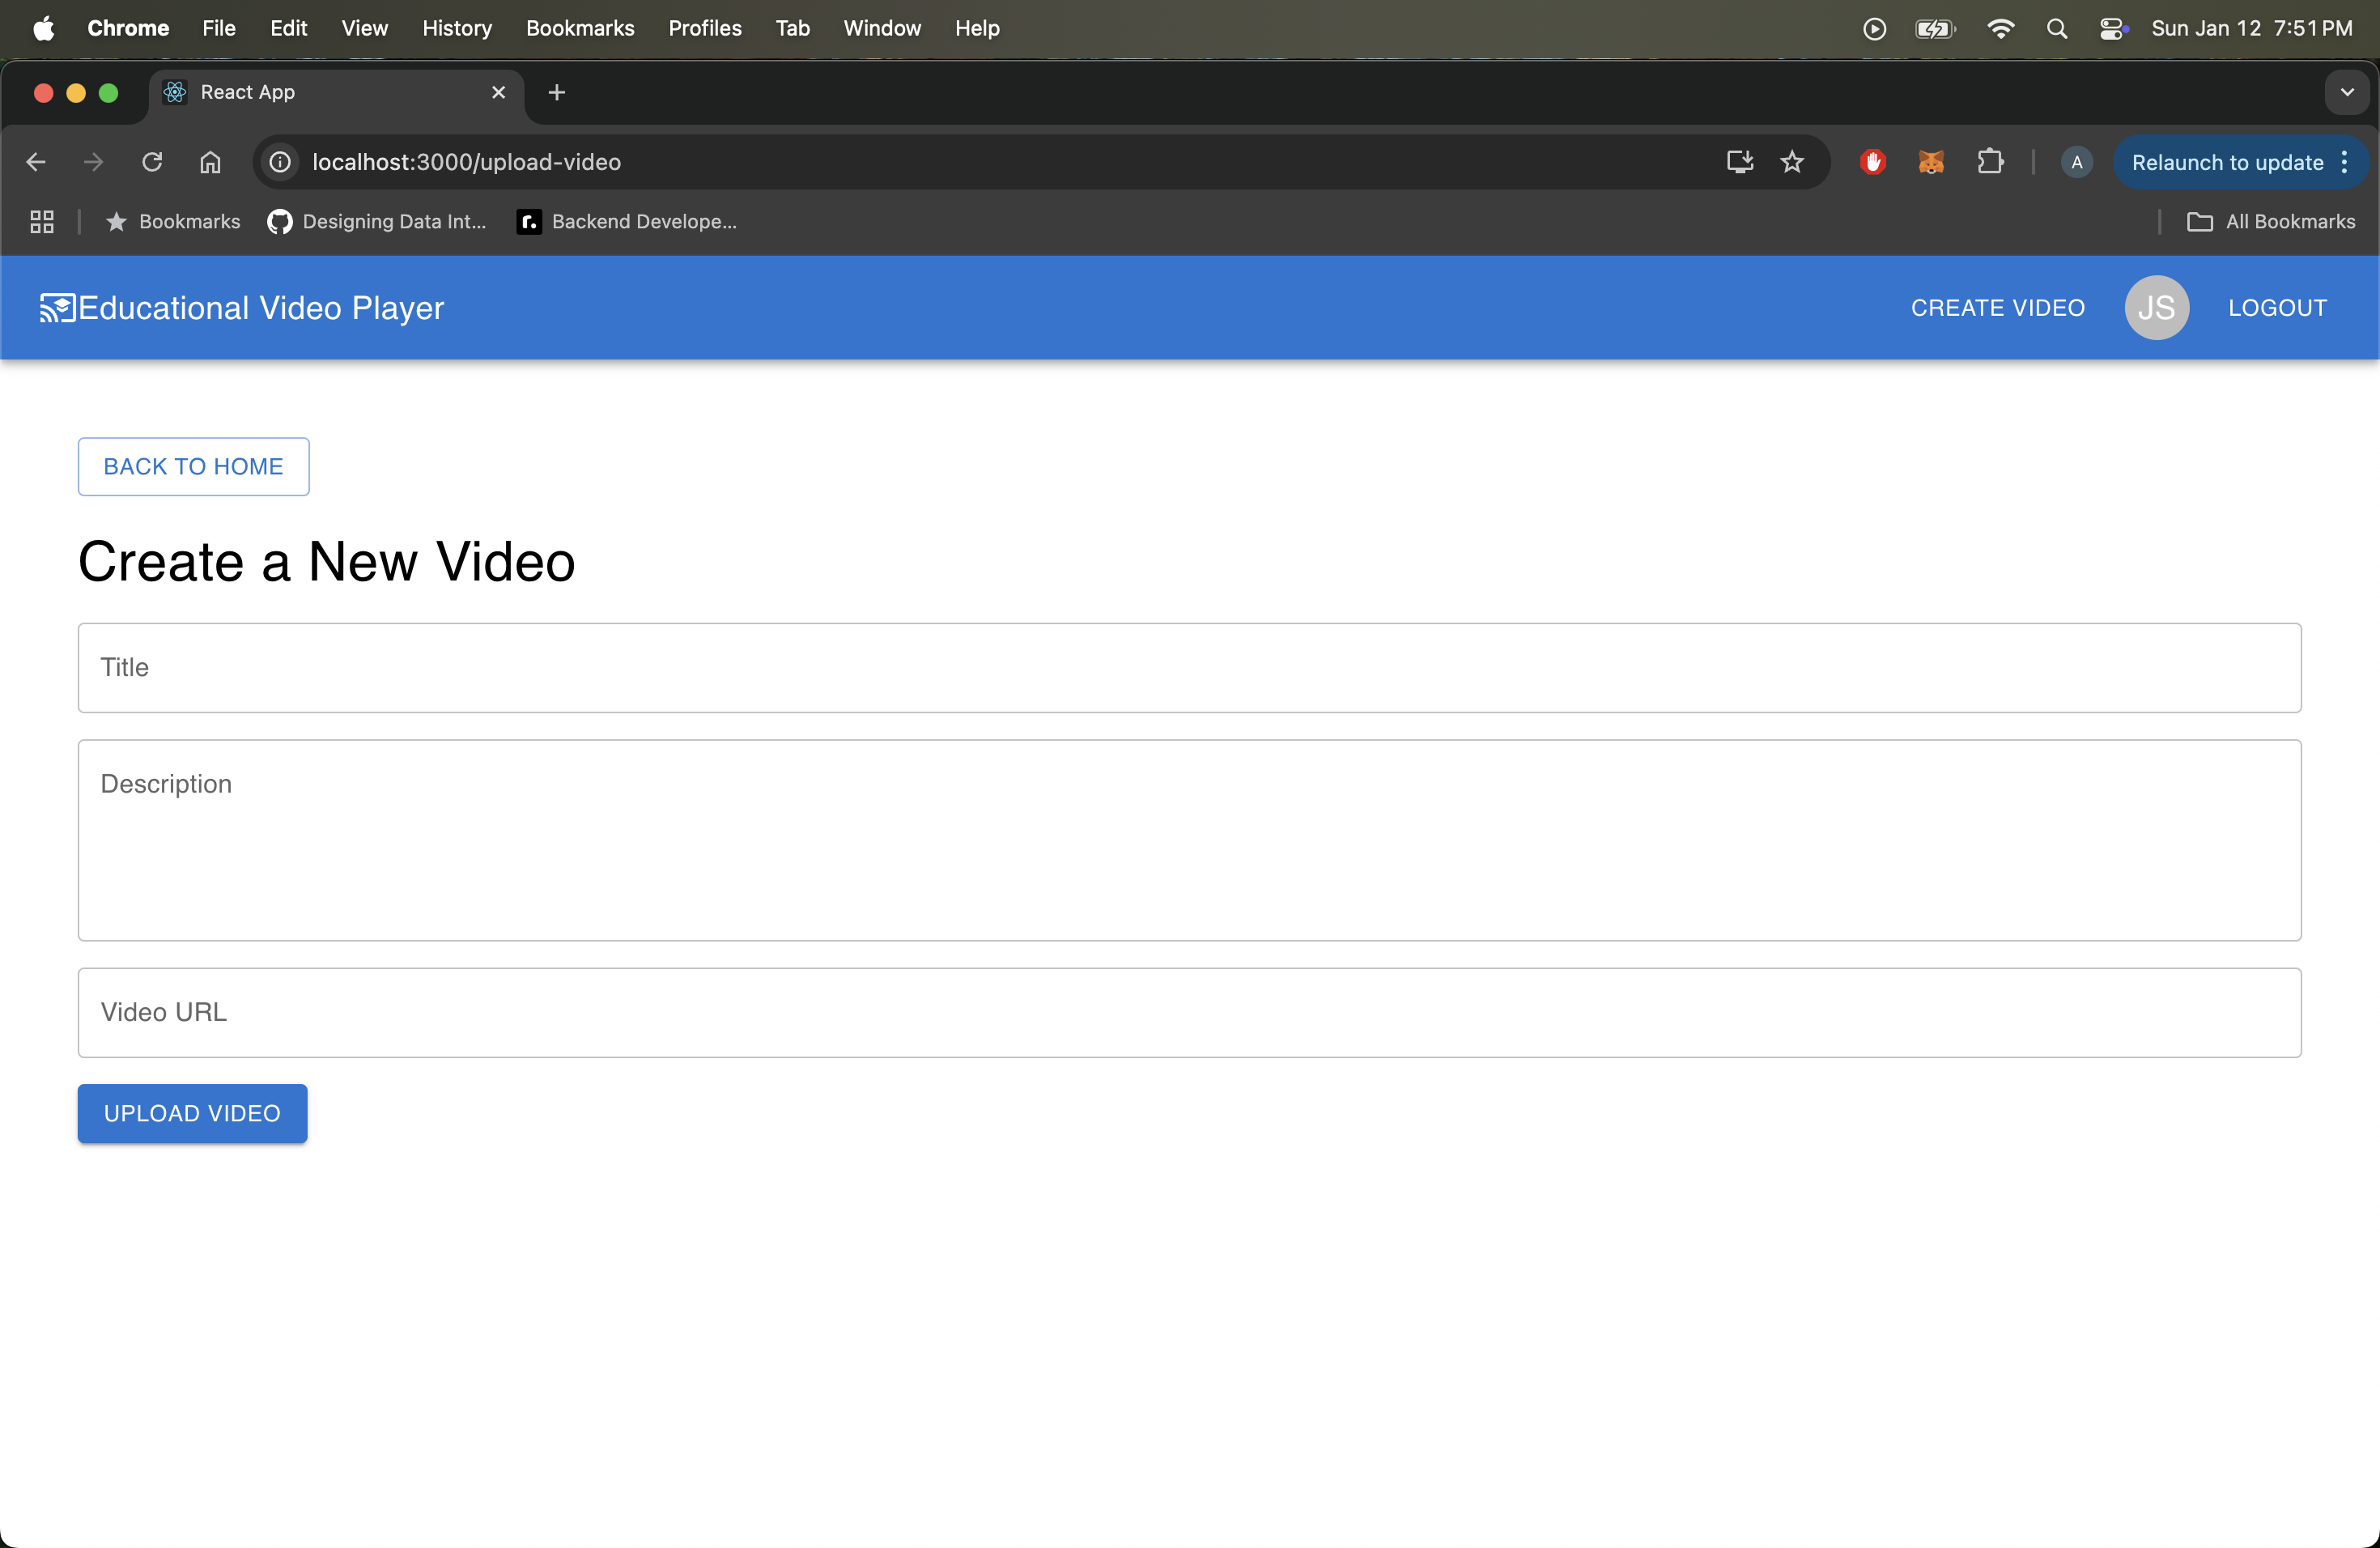 Chrome File Edit View History Bookmarks Profiles Tab Window Help Sun Jan 12 7:51 PM
React App
localhost:3000/upload-video A Relaunch to update
Bookmarks Designing Data Int... r. Backend Develope... All Bookmarks
Educational Video Player CREATE VIDEO JS LOGOUT
BACK TO HOME
Create a New Video
Title
Description
Video URL
UPLOAD VIDEO